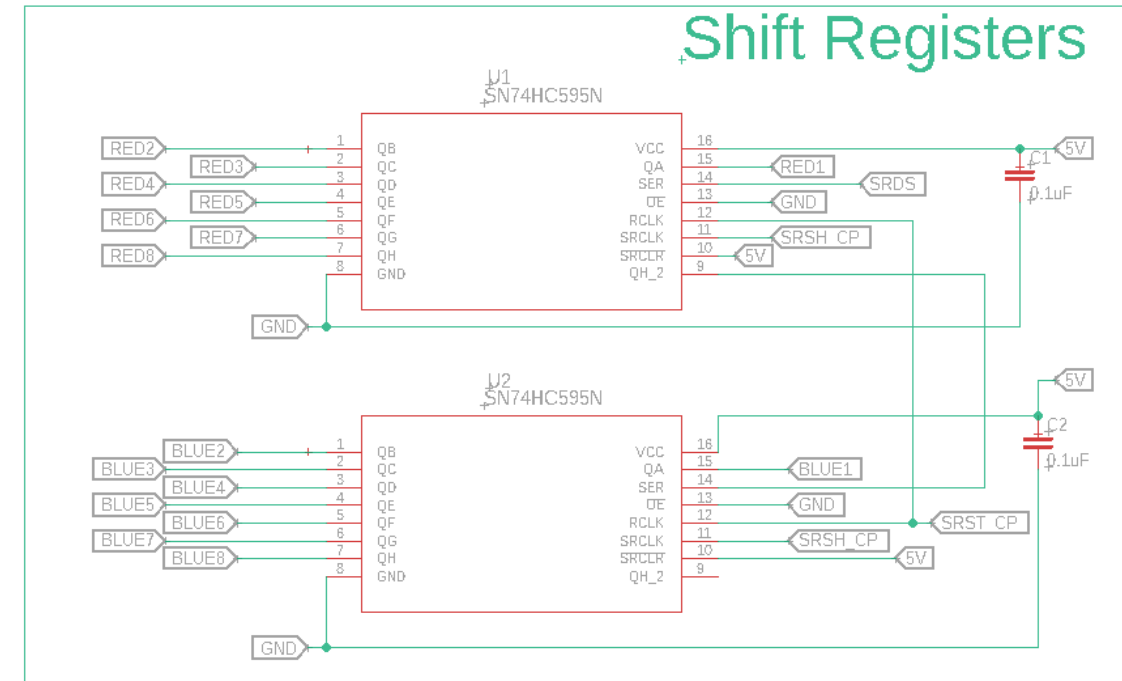 Shift Registers
U1
SN74HC595N
RED2 1 QB VCC 16 5V
RED3 2 QC QA 15 RED1 C1
RED4 3 QD SER 14 SRDS
RED5 4 QE OE 13 GND 0.1uF
RED6 5 QF RCLK 12
RED7 6 QG SRCLK 11 SRSH_CP
RED8 7 QH SRCLR 10 5V
8 GND QH_2 9
GND
U2
SN74HC595N
5V
BLUE2 1 QB VCC 16 C2
BLUE3 2 QC QA 15 BLUE1 0.1uF
BLUE4 3 QD SER 14
BLUE5 4 QE OE 13 GND
BLUE6 5 QF RCLK 12 SRST_CP
BLUE7 6 QG SRCLK 11 SRSH_CP
BLUE8 7 QH SRCLR 10 5V
8 GND QH_2 9
GND